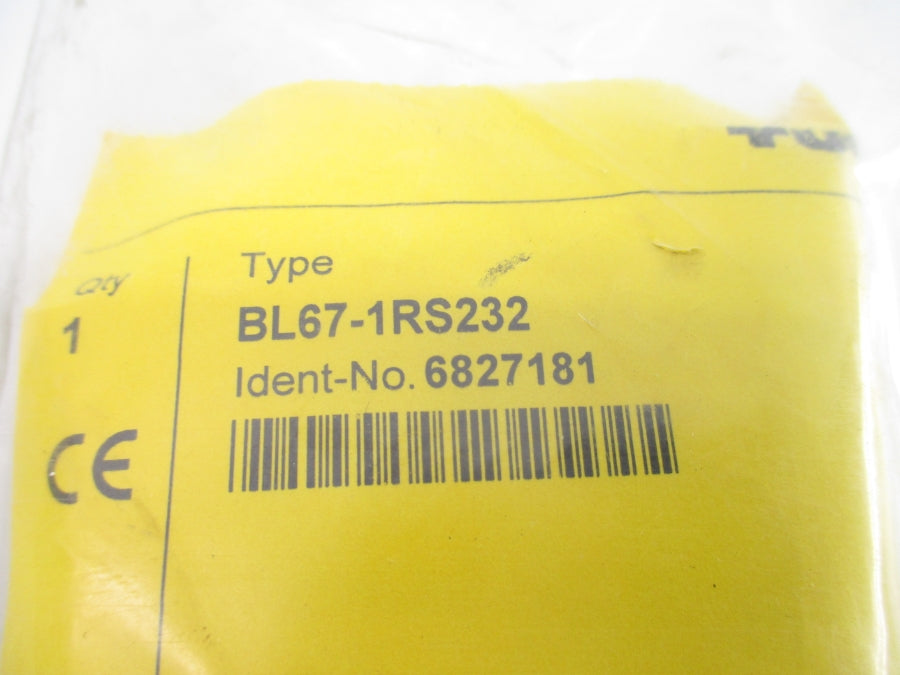 Qty
1
Type
BL67-1RS232
Ident-No. 6827181
CE